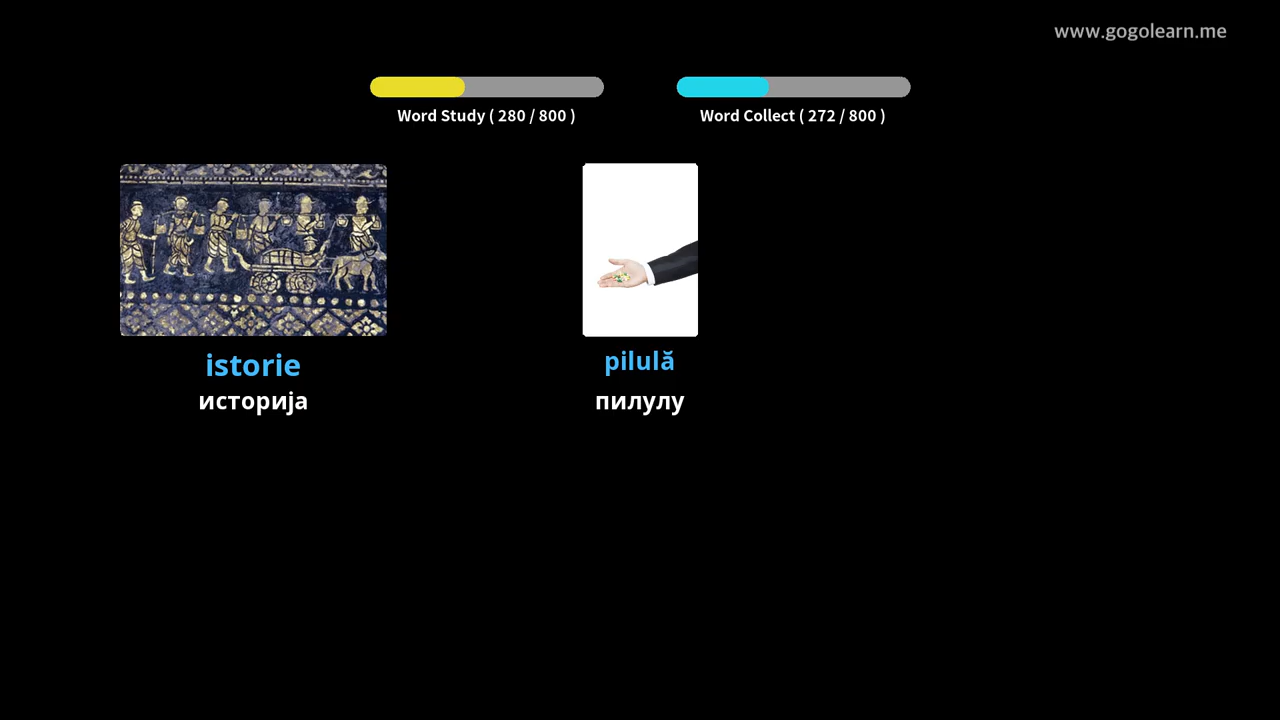 www.gogolearn.me
Word Study ( 280 / 800 )
Word Collect ( 272 / 800 )
istorie
историја
pilulă
пилулу